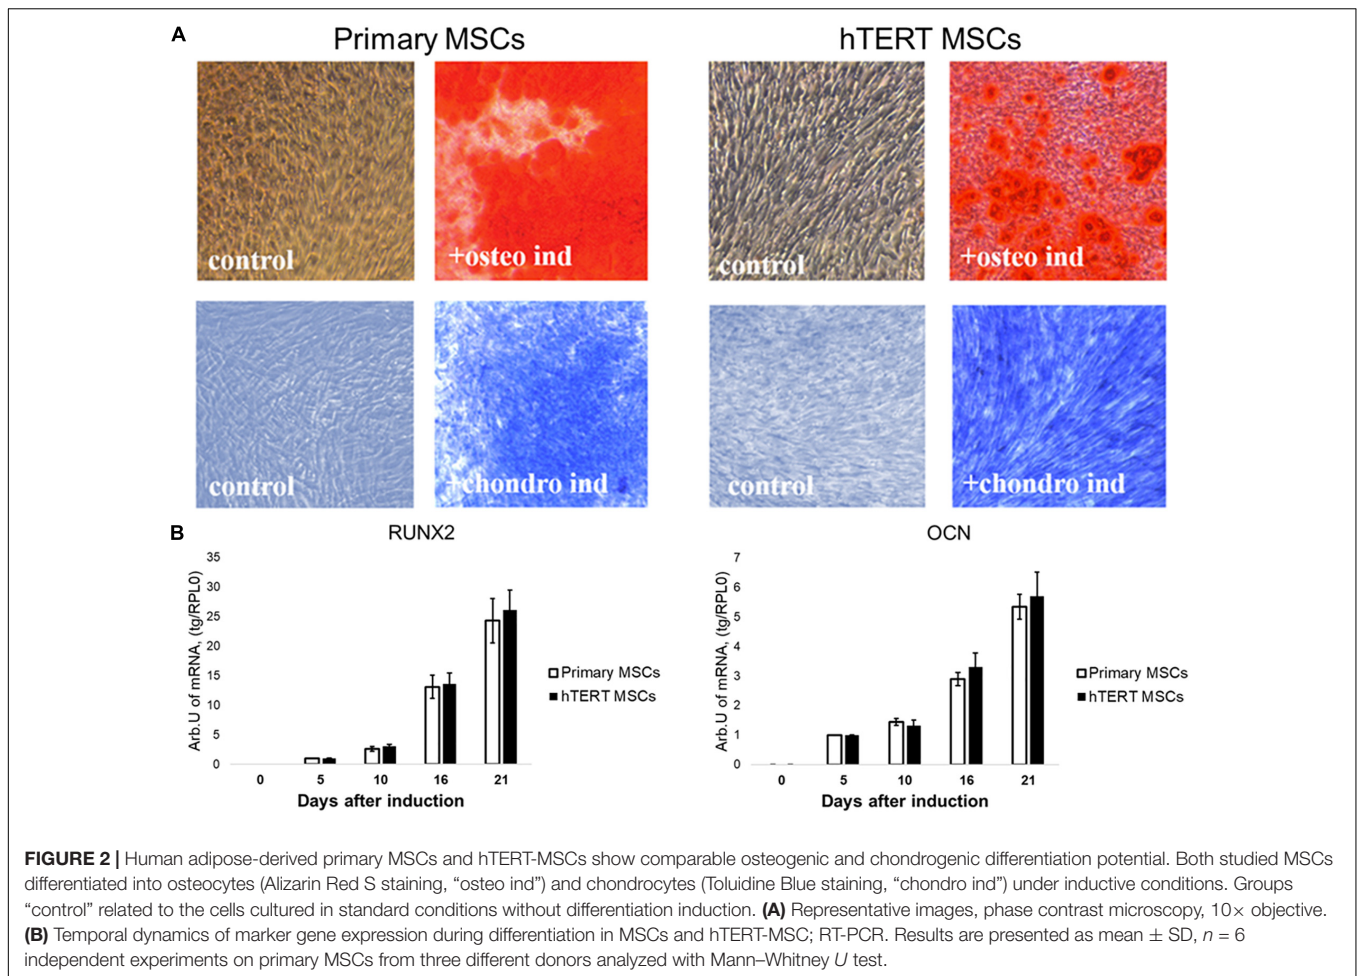 A
Primary MSCs
hTERT MSCs
control
+osteo ind
control
+osteo ind
control
+chondro ind
control
+chondro ind
B
RUNX2
Arb.U of mRNA, (tg/RPL0)
35
30
25
20
15
10
5
0
0 5 10 16 21
Days after induction
Primary MSCs
hTERT MSCs
OCN
Arb.U of mRNA, (tg/RPL0)
7
6
5
4
3
2
1
0
0 5 10 16 21
Days after induction
Primary MSCs
hTERT MSCs
FIGURE 2 | Human adipose-derived primary MSCs and hTERT-MSCs show comparable osteogenic and chondrogenic differentiation potential. Both studied MSCs
differentiated into osteocytes (Alizarin Red S staining, “osteo ind”) and chondrocytes (Toluidine Blue staining, “chondro ind”) under inductive conditions. Groups
“control” related to the cells cultured in standard conditions without differentiation induction. (A) Representative images, phase contrast microscopy, 10× objective.
(B) Temporal dynamics of marker gene expression during differentiation in MSCs and hTERT-MSC; RT-PCR. Results are presented as mean ± SD, n = 6
independent experiments on primary MSCs from three different donors analyzed with Mann–Whitney U test.